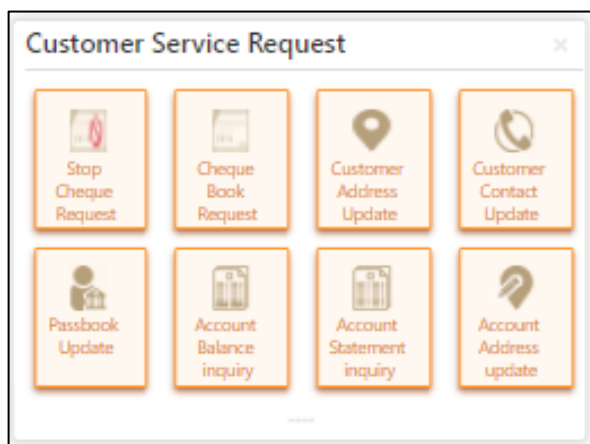 Customer Service Request
Stop
Cheque
Request
Cheque
Book
Request
Customer
Address
Update
Customer
Contact
Update
Passbook
Update
Account
Balance
inquiry
Account
Statement
inquiry
Account
Address
update